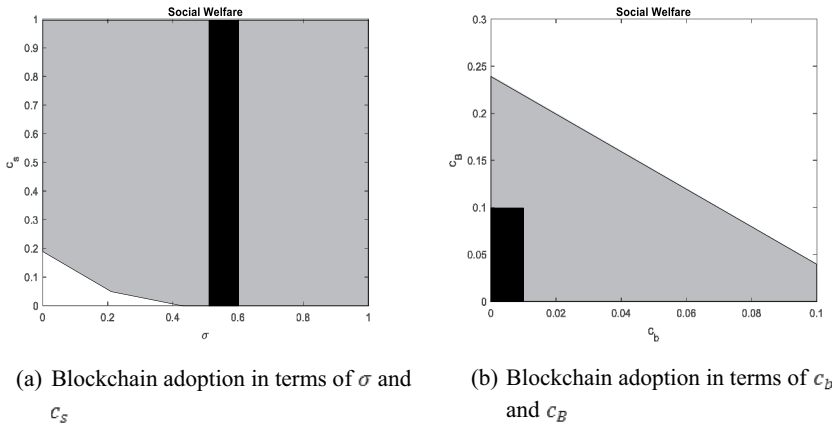 Social Welfare
1
0.9
0.8
0.7
0.6
0.5
0.4
0.3
0.2
0.1
0
c_s
0 0.2 0.4 0.6 0.8 1
σ
(a) Blockchain adoption in terms of σ and
c_s
Social Welfare
0.3
0.25
0.2
0.15
0.1
0.05
0
c_B
0 0.02 0.04 0.06 0.08 0.1
c_b
(b) Blockchain adoption in terms of c_b
and c_B